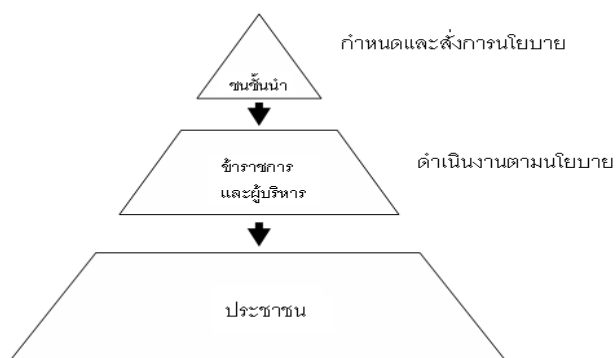 กำหนดและสั่งการนโยบาย
ชนชั้นนำ
ข้าราชการ
และผู้บริหาร
ดำเนินงานตามนโยบาย
ประชาชน